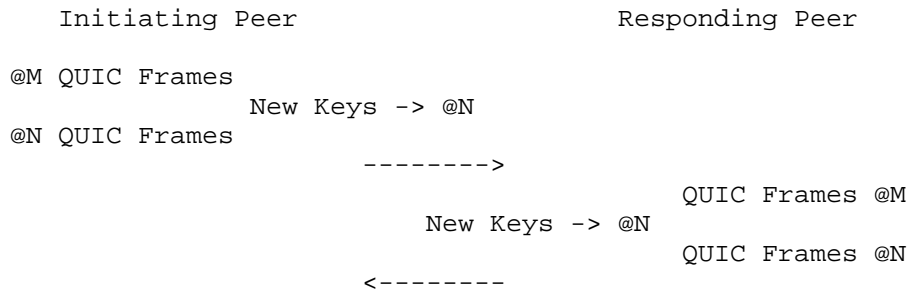 Initiating Peer                    Responding Peer
@M QUIC Frames
New Keys -> @N
@N QUIC Frames
-------->
QUIC Frames @M
New Keys -> @N
QUIC Frames @N
<--------